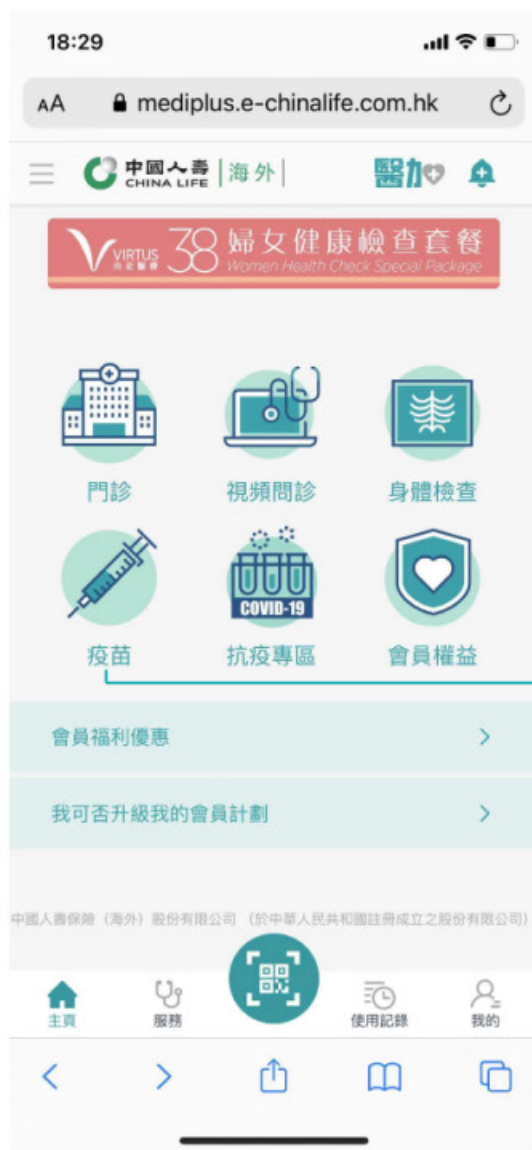 18:29
AA mediplus.e-chinalife.com.hk
中國人壽 CHINA LIFE 海外 醫加
VIRTUS 尚至醫療 38 婦女健康檢查套餐
Women Health Check Special Package
門診 視頻問診 身體檢查
COVID-19
疫苗 抗疫專區 會員權益
會員福利優惠
我可否升級我的會員計劃
中國人壽保險（海外）股份有限公司 （於中華人民共和國註冊成立之股份有限公司）
主頁 服務 使用記錄 我的